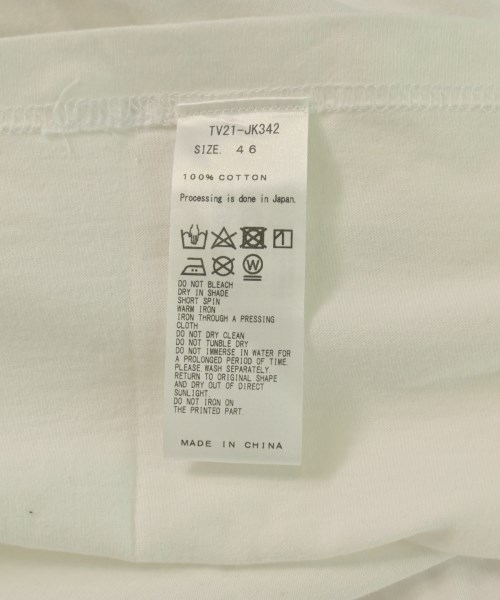 TV21-JK342
SIZE. 46
100% COTTON
Processing is done in Japan.
W
DO NOT BLEACH
DRY IN SHADE
SHORT SPIN
WARM IRON
IRON THROUGH A PRESSING
CLOTH
DO NOT DRY CLEAN
DO NOT TUNBLE DRY
DO NOT IMMERSE IN WATER FOR
A PROLONGED PERIOD OF TIME.
PLEASE WASH SEPARATELY
RETURN TO ORIGINAL SHAPE
AND DRY OUT OF DIRECT
SUNLIGHT.
DO NOT IRON ON
THE PRINTED PART.
MADE IN CHINA